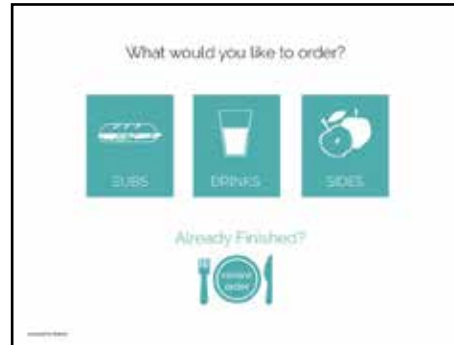 What would you like to order?
SUBS DRINKS SIDES
Already Finished?
review
order